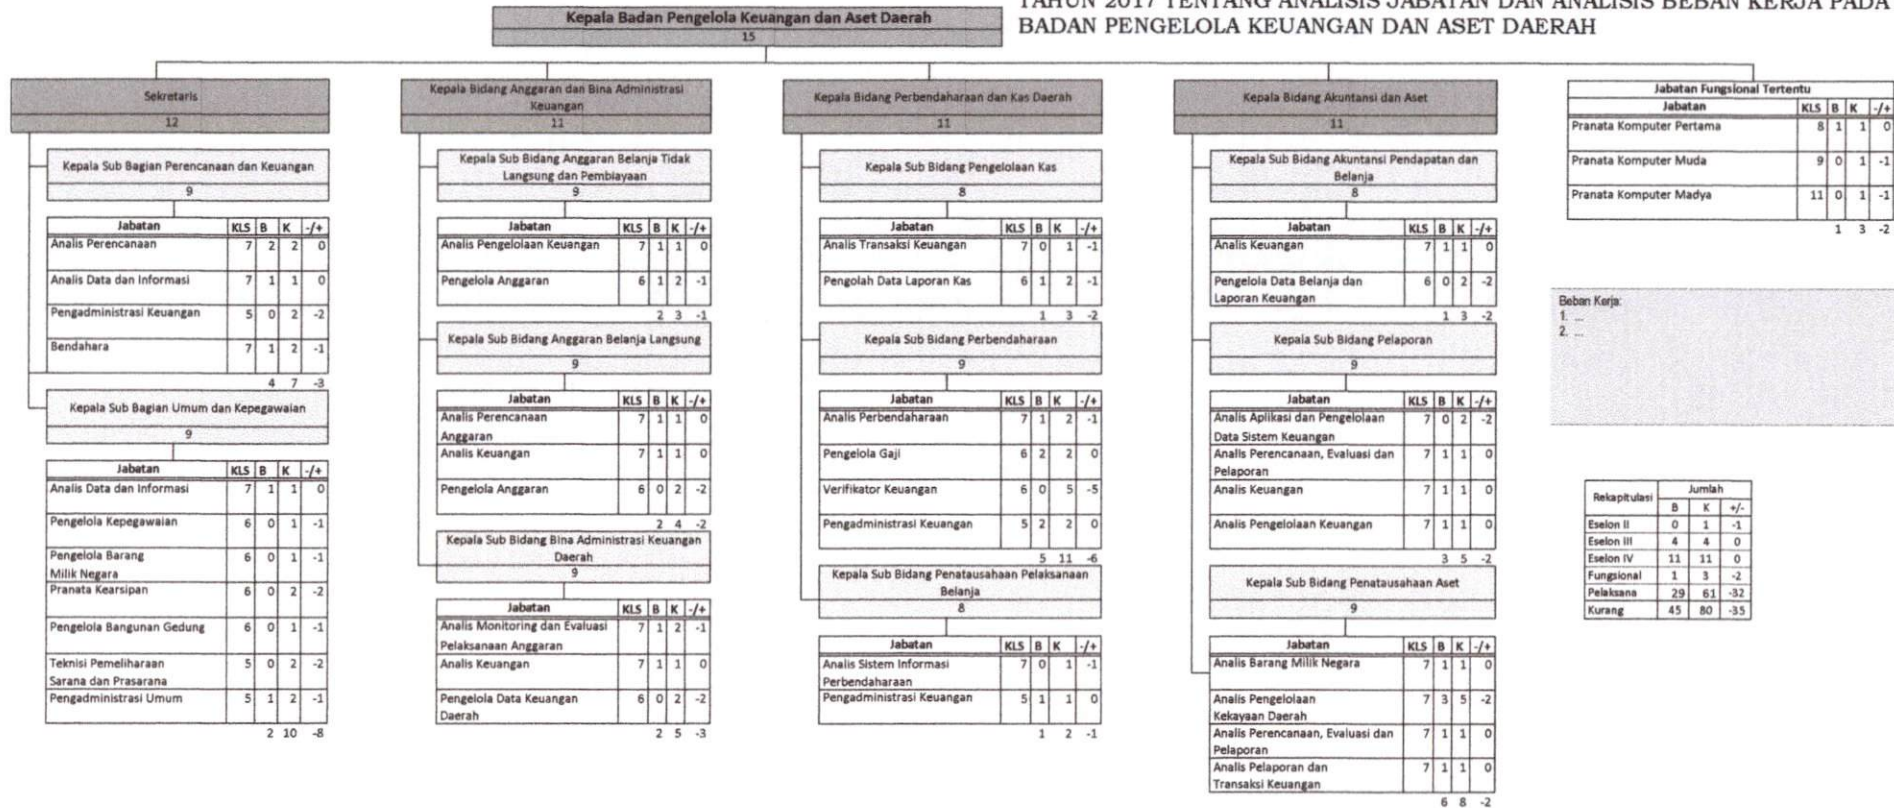 TAHUN 2017 TENTANG ANALISIS JABATAN DAN ANALISIS BEBAN KERJA PADA
BADAN PENGELOLA KEUANGAN DAN ASET DAERAH
Kepala Badan Pengelola Keuangan dan Aset Daerah
15
Sekretaris
12
Kepala Sub Bagian Perencanaan dan Keuangan
9
Jabatan KLS B K -/+
Analis Perencanaan 7 2 2 0
Analis Data dan Informasi 7 1 1 0
Pengadministrasi Keuangan 5 0 2 -2
Bendahara 7 1 2 -1
4 7 -3
Kepala Sub Bagian Umum dan Kepegawaian
9
Jabatan KLS B K -/+
Analis Data dan Informasi 7 1 1 0
Pengelola Kepegawaian 6 0 1 -1
Pengelola Barang 6 0 1 -1
Milik Negara
Pranata Kearsipan 6 0 2 -2
Pengelola Bangunan Gedung 6 0 1 -1
Teknisi Pemeliharaan 5 0 2 -2
Sarana dan Prasarana
Pengadministrasi Umum 5 1 2 -1
2 10 -8
Kepala Bidang Anggaran dan Bina Administrasi
Keuangan
11
Kepala Sub Bidang Anggaran Belanja Tidak
Langsung dan Pembiayaan
9
Jabatan KLS B K -/+
Analis Pengelolaan Keuangan 7 1 1 0
Pengelola Anggaran 6 1 2 -1
2 3 -1
Kepala Sub Bidang Anggaran Belanja Langsung
9
Jabatan KLS B K -/+
Analis Perencanaan 7 1 1 0
Anggaran
Analis Keuangan 7 1 1 0
Pengelola Anggaran 6 0 2 -2
2 4 -2
Kepala Sub Bidang Bina Administrasi Keuangan
Daerah
9
Jabatan KLS B K -/+
Analis Monitoring dan Evaluasi 7 1 2 -1
Pelaksanaan Anggaran
Analis Keuangan 7 1 1 0
Pengelola Data Keuangan 6 0 2 -2
Daerah
2 5 -3
Kepala Bidang Perbendaharaan dan Kas Daerah
11
Kepala Sub Bidang Pengelolaan Kas
8
Jabatan KLS B K -/+
Analis Transaksi Keuangan 7 0 1 -1
Pengolah Data Laporan Kas 6 1 2 -1
1 3 -2
Kepala Sub Bidang Perbendaharaan
9
Jabatan KLS B K -/+
Analis Perbendaharaan 7 1 2 -1
Pengelola Gaji 6 2 2 0
Verifikator Keuangan 6 0 5 -5
Pengadministrasi Keuangan 5 2 2 0
5 11 -6
Kepala Sub Bidang Penatausahaan Pelaksanaan
Belanja
8
Jabatan KLS B K -/+
Analis Sistem Informasi 7 0 1 -1
Perbendaharaan
Pengadministrasi Keuangan 5 1 1 0
1 2 -1
Kepala Bidang Akuntansi dan Aset
11
Kepala Sub Bidang Akuntansi Pendapatan dan
Belanja
8
Jabatan KLS B K -/+
Analis Keuangan 7 1 1 0
Pengelola Data Belanja dan 6 0 2 -2
Laporan Keuangan
1 3 -2
Kepala Sub Bidang Pelaporan
9
Jabatan KLS B K -/+
Analis Aplikasi dan Pengelolaan 7 0 2 -2
Data Sistem Keuangan
Analis Perencanaan, Evaluasi dan 7 1 1 0
Pelaporan
Analis Keuangan 7 1 1 0
Analis Pengelolaan Keuangan 7 1 1 0
3 5 -2
Kepala Sub Bidang Penatausahaan Aset
9
Jabatan KLS B K -/+
Analis Barang Milik Negara 7 1 1 0
Analis Pengelolaan 7 3 5 -2
Kekayaan Daerah
Analis Perencanaan, Evaluasi dan 7 1 1 0
Pelaporan
Analis Pelaporan dan 7 1 1 0
Transaksi Keuangan
6 8 -2
Jabatan Fungsional Tertentu
Jabatan KLS B K -/+
Pranata Komputer Pertama 8 1 1 0
Pranata Komputer Muda 9 0 1 -1
Pranata Komputer Madya 11 0 1 -1
1 3 -2
Beban Kerja:
1. ...
2. ...
Rekapitulasi Jumlah
B K +/-
Eselon II 0 1 -1
Eselon III 4 4 0
Eselon IV 11 11 0
Fungsional 1 3 -2
Pelaksana 29 61 -32
Kurang 45 80 -35